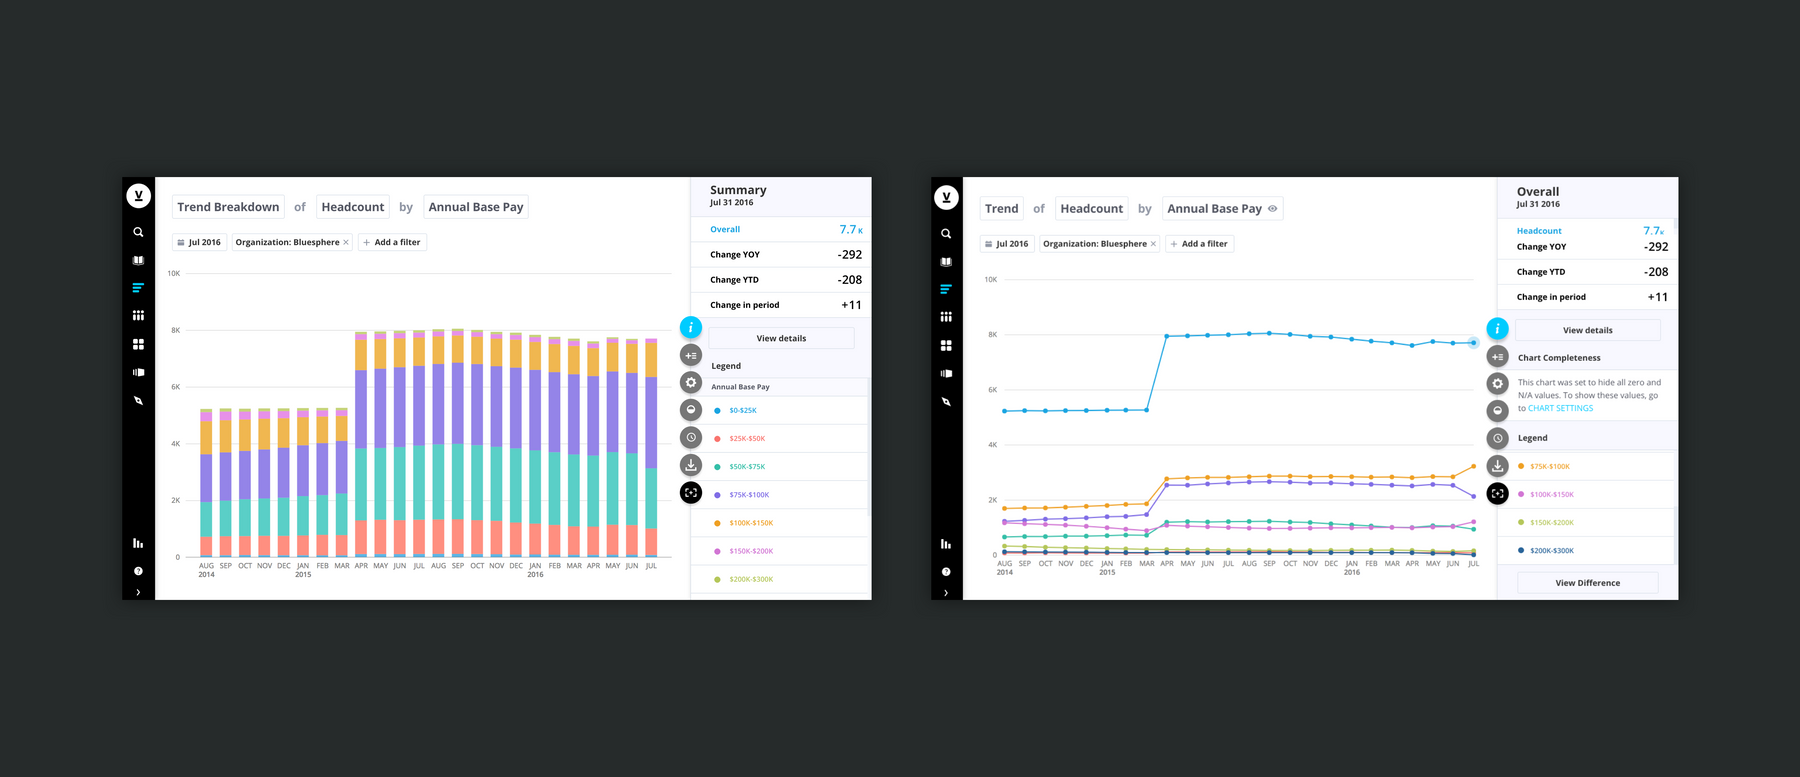 V
Trend Breakdown of Headcount by Annual Base Pay
Jul 2016 Organization: Bluesphere × + Add a filter
10K
8K
6K
4K
2K
0
AUG SEP OCT NOV DEC JAN FEB MAR APR MAY JUN JUL AUG SEP OCT NOV DEC JAN FEB MAR APR MAY JUN JUL
2014 2015 2016
Summary
Jul 31 2016
Overall 7.7K
Change YOY -292
Change YTD -208
Change in period +11
View details
Legend
Annual Base Pay
$0-$25K
$25K-$50K
$50K-$75K
$75K-$100K
$100K-$150K
$150K-$200K
$200K-$300K
V
Trend of Headcount by Annual Base Pay
Jul 2016 Organization: Bluesphere × + Add a filter
10K
8K
6K
4K
2K
0
AUG SEP OCT NOV DEC JAN FEB MAR APR MAY JUN JUL AUG SEP OCT NOV DEC JAN FEB MAR APR MAY JUN JUL
2014 2015 2016
Overall
Jul 31 2016
Headcount 7.7K
Change YOY -292
Change YTD -208
Change in period +11
View details
Chart Completeness
This chart was set to hide all zero and
N/A values. To show these values, go
to CHART SETTINGS
Legend
$75K-$100K
$100K-$150K
$150K-$200K
$200K-$300K
View Difference